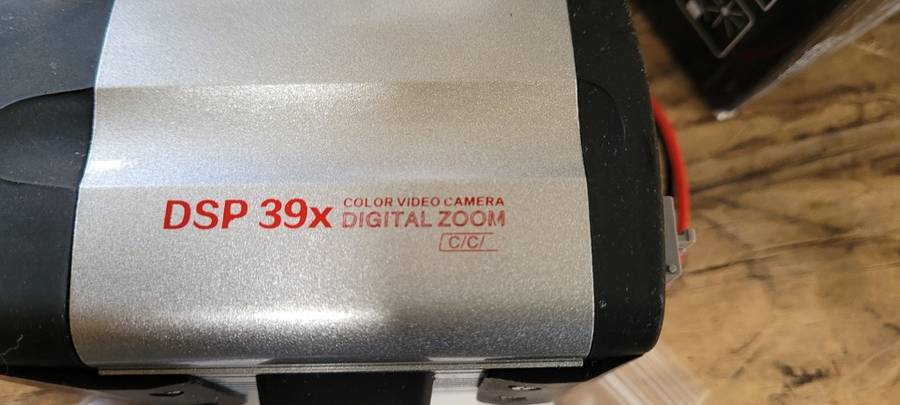 DSP 39x
COLOR VIDEO CAMERA
DIGITAL ZOOM
C/C/